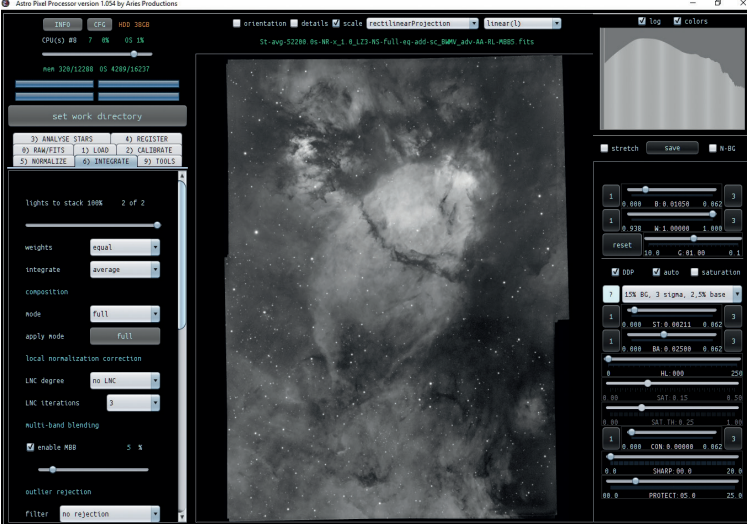 Astro Pixel Processor version 1.054 by Aries Productions
INFO CFG HDD 38GB
CPU(s) #8 7 0% OS 1%
mem 320/12288 OS 4289/16237
set work directory
3) ANALYSE STARS 4) REGISTER
0) RAW/FITS 1) LOAD 2) CALIBRATE
5) NORMALIZE 6) INTEGRATE 9) TOOLS
lights to stack 100% 2 of 2
weights equal
integrate average
composition
mode full
apply mode full
local normalization correction
LNC degree no LNC
LNC iterations 3
multi-band blending
enable MBB 5 %
outlier rejection
filter no rejection
orientation details scale rectilinearProjection linear(l)
St-avg-52200.0s-NR-x_1.0_LZ3-NS-full-eq-add-sc_BWMV_adv-AA-RL-MBB5.fits
log colors
stretch save N-BG
1 3
0.000 B:0.01050 0.062
1 3
0.938 W:1.00000 1.000
reset
10.0 G:01.00 0.1
DDP auto saturation
? 15% BG, 3 sigma, 2,5% base
1 3
0.000 ST:0.00211 0.062
1 3
0.000 BA:0.02500 0.062
0 HL:000 250
0.00 SAT 0.15 0.50
0.00 SAT TH 0.25 1.00
1 3
0.000 CON:0.00000 0.062
0.0 SHARP:00.0 20.0
00.0 PROTECT:05.0 25.0